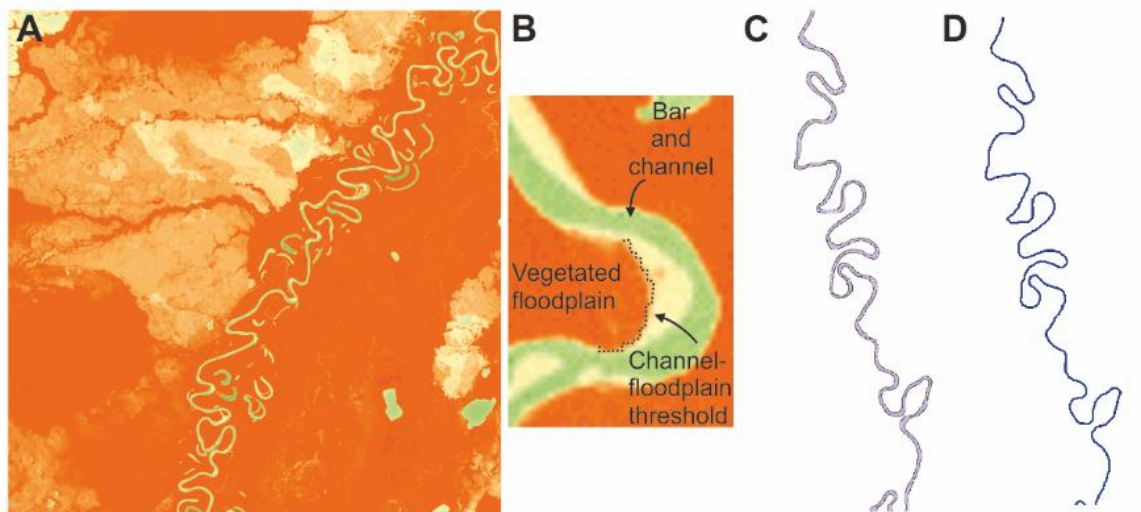 A
B
C
D
Bar
and
channel
Vegetated
floodplain
Channel-
floodplain
threshold